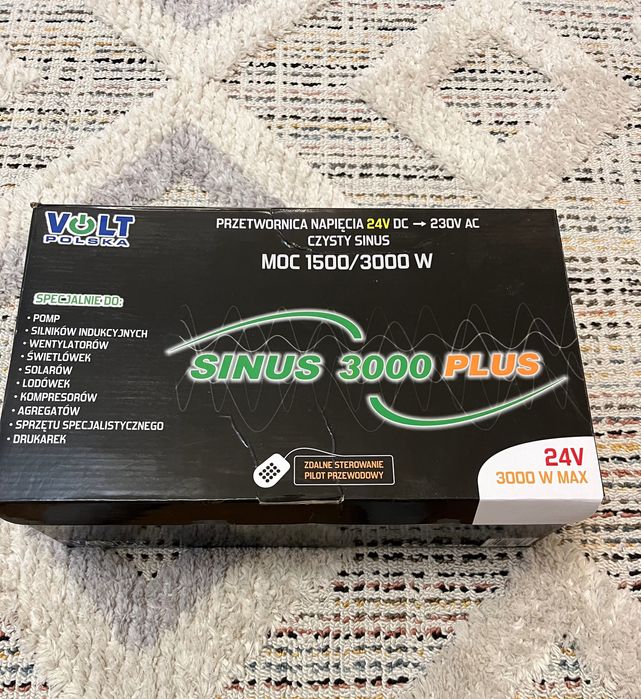 VOLT
POLSKA
PRZETWORNICA NAPIĘCIA 24V DC → 230V AC
CZYSTY SINUS
MOC 1500/3000 W
SPECJALNIE DO:
• POMP
• SILNIKÓW INDUKCYJNYCH
• WENTYLATORÓW
• ŚWIETLÓWEK
• SOLARÓW
• LODÓWEK
• KOMPRESORÓW
• AGREGATÓW
• SPRZĘTU SPECJALISTYCZNEGO
• DRUKAREK
SINUS 3000 PLUS
ZDALNE STEROWANIE
PILOT PRZEWODOWY
24V
3000 W MAX